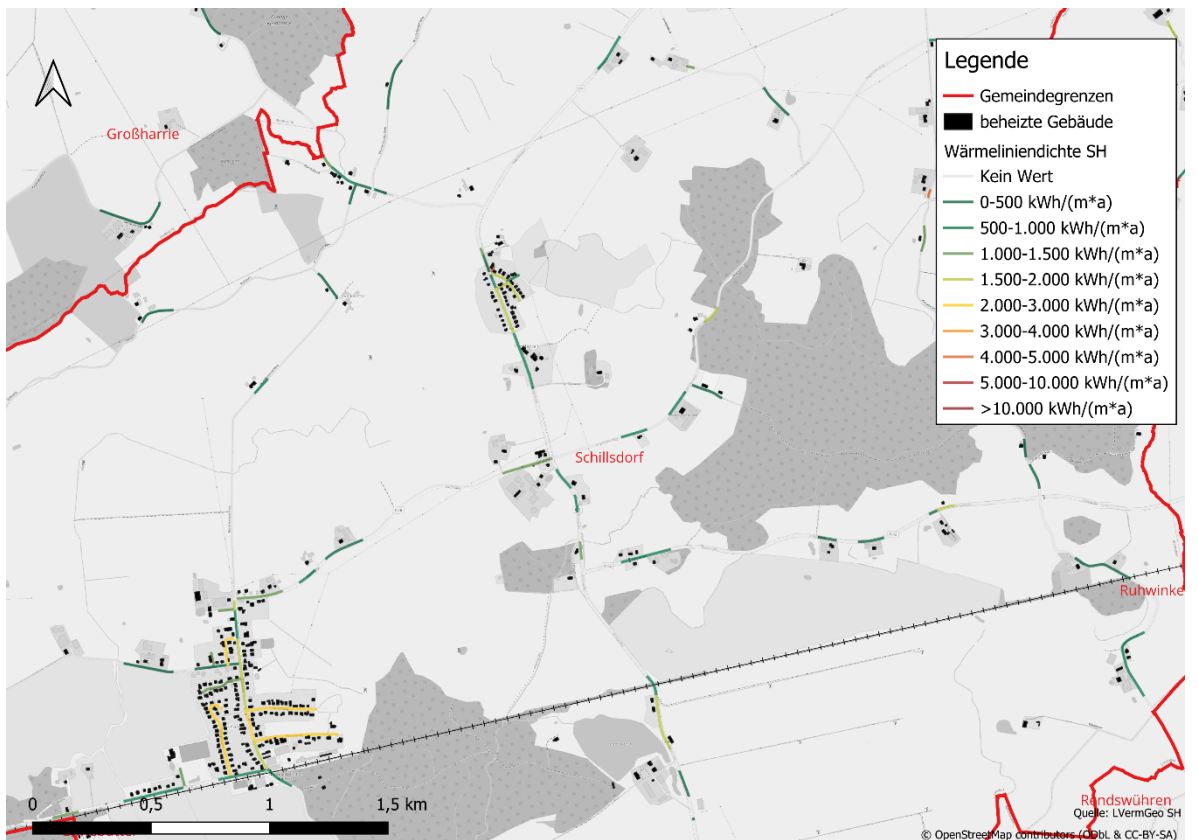 Legende
Gemeindegrenzen
beheizte Gebäude
Wärmeliniendichte SH
Kein Wert
0-500 kWh/(m*a)
500-1.000 kWh/(m*a)
1.000-1.500 kWh/(m*a)
1.500-2.000 kWh/(m*a)
2.000-3.000 kWh/(m*a)
3.000-4.000 kWh/(m*a)
4.000-5.000 kWh/(m*a)
5.000-10.000 kWh/(m*a)
>10.000 kWh/(m*a)
Großharrie
Schillsdorf
Ruhwinke
Rendswühren
0
0,5
1
1,5 km
Quelle: LVermGeo SH
© OpenStreetMap contributors (ODbL & CC-BY-SA)